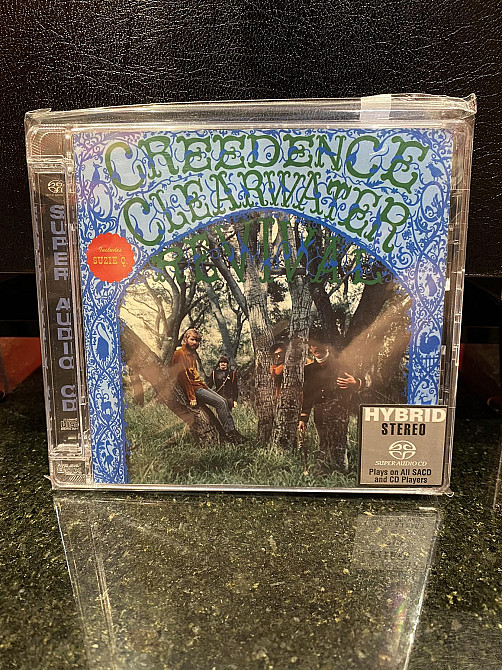 CREEDENCE
CLEARWATER
REVIVAL
Includes
SUZIE Q.
SUPER AUDIO CD
HYBRID
STEREO
SUPER AUDIO CD
Plays on All SACD
and CD Players